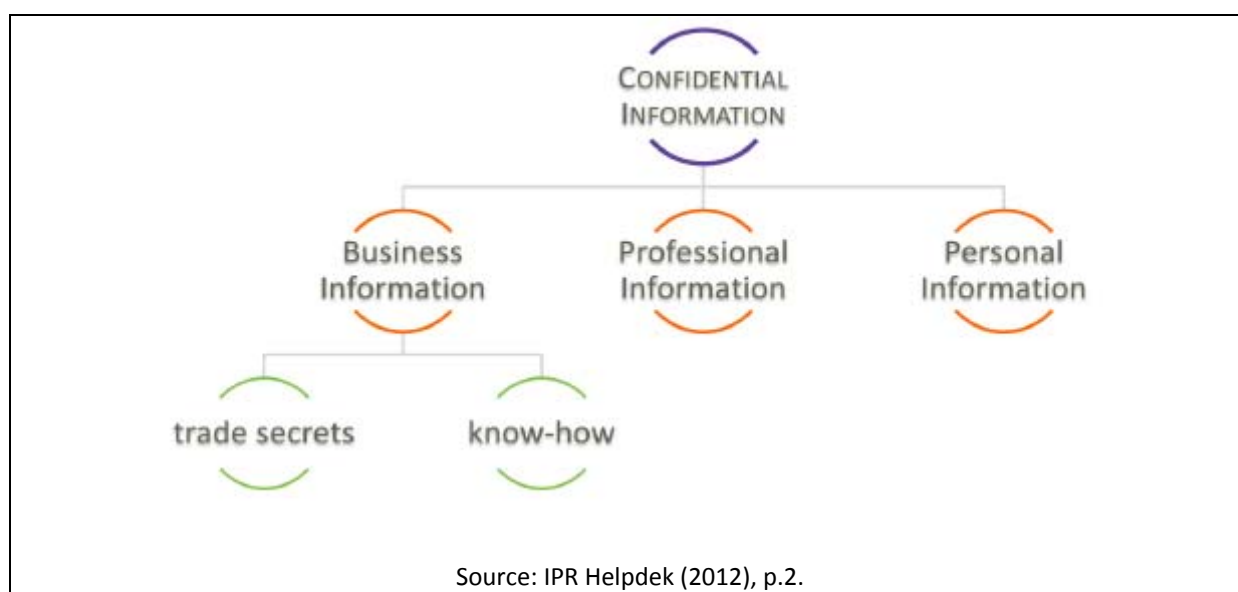 CONFIDENTIAL
INFORMATION
Business
Information
Professional
Information
Personal
Information
trade secrets
know-how
Source: IPR Helpdek (2012), p.2.